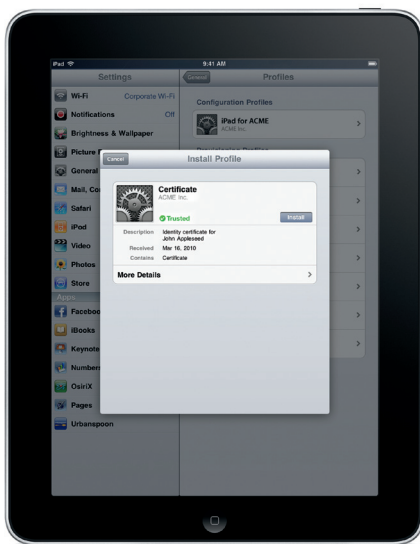 iPad
9:41 AM
Settings
General
Profiles
Wi-Fi
Corporate Wi-Fi
Configuration Profiles
Notifications
Off
iPad for ACME
ACME Inc.
Brightness & Wallpaper
Picture
Provisioning Profiles
Cancel
Install Profile
General
Certificate
ACME Inc.
Mail, Co
Trusted
Install
Safari
Description
Identity certificate for
John Appleseed
iPod
Received
Mar 16, 2010
Video
Contains
Certificate
Photos
More Details
Store
Apps
Faceboo
iBooks
Keynote
Numbers
OsiriX
Pages
Urbanspoon